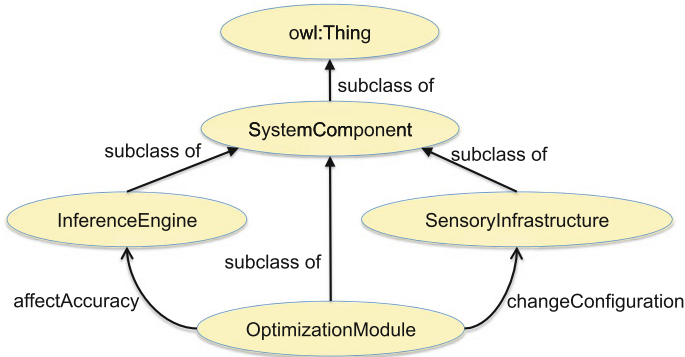 owl:Thing
subclass of
SystemComponent
subclass of
subclass of
InferenceEngine
SensoryInfrastructure
subclass of
affectAccuracy
changeConfiguration
OptimizationModule